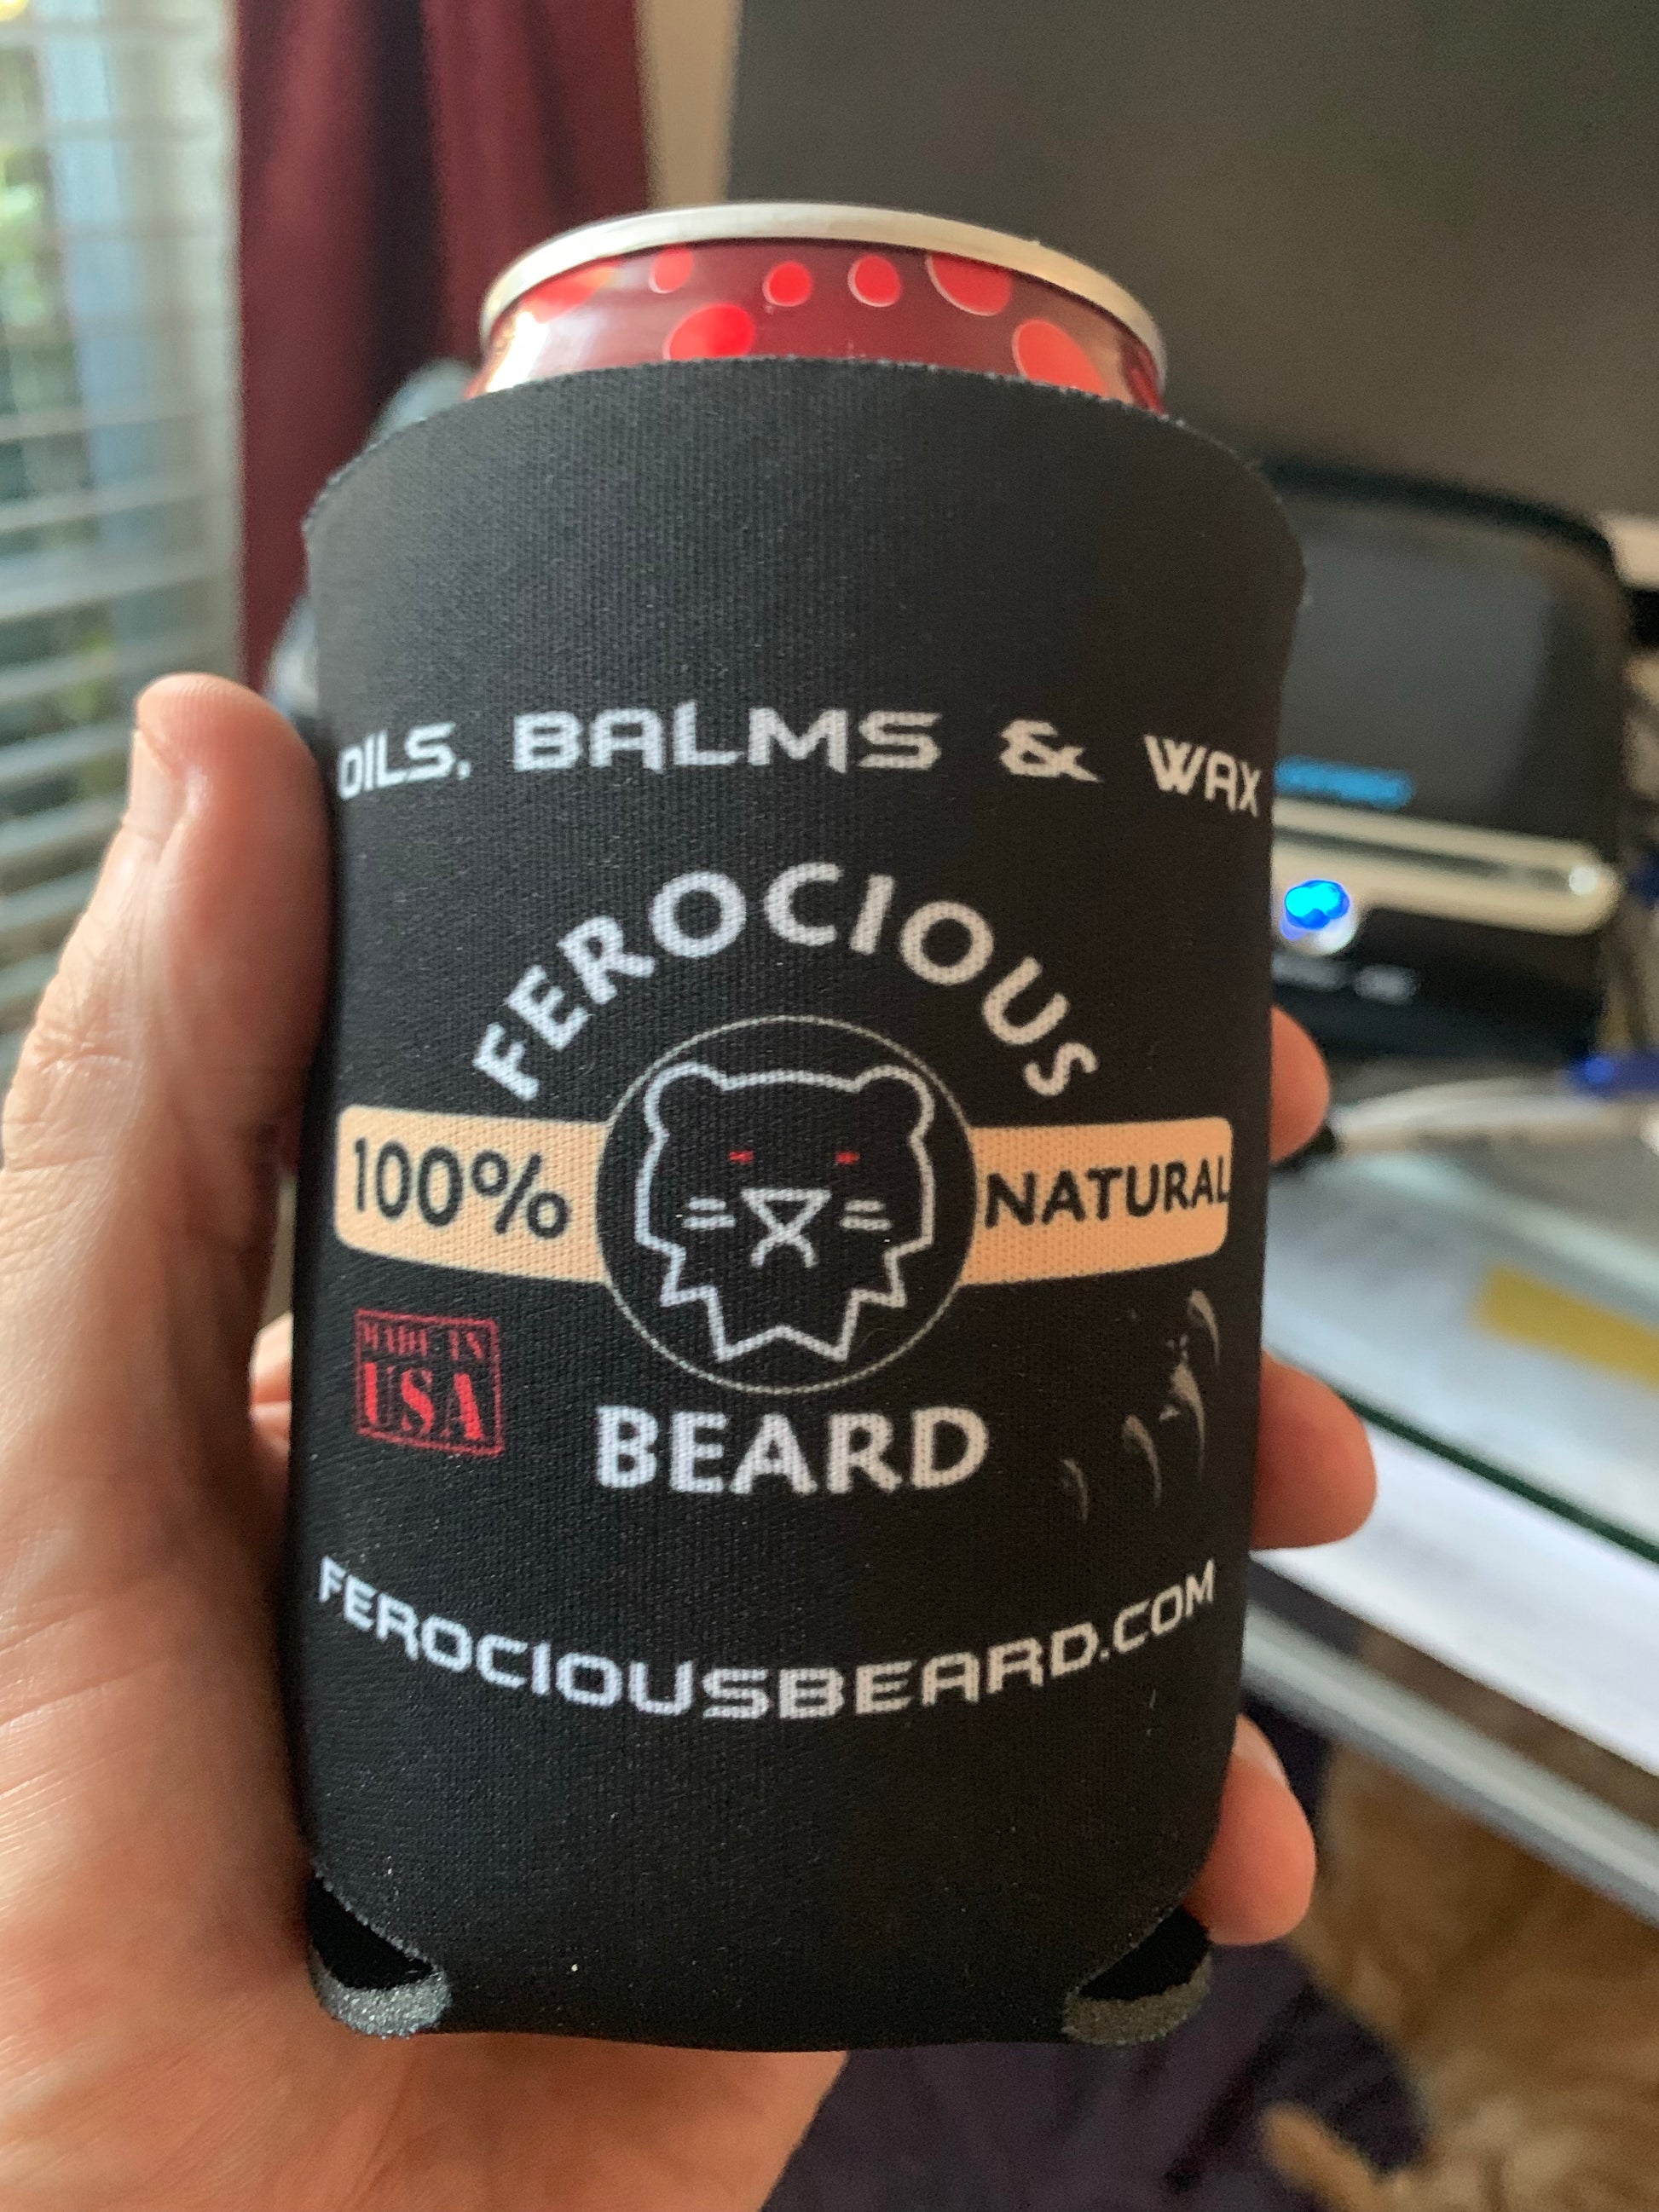 OILS, BALMS & WAX
FEROCIOUS
100% NATURAL
MADE IN
USA
BEARD
FEROCIOUSBEARD.COM